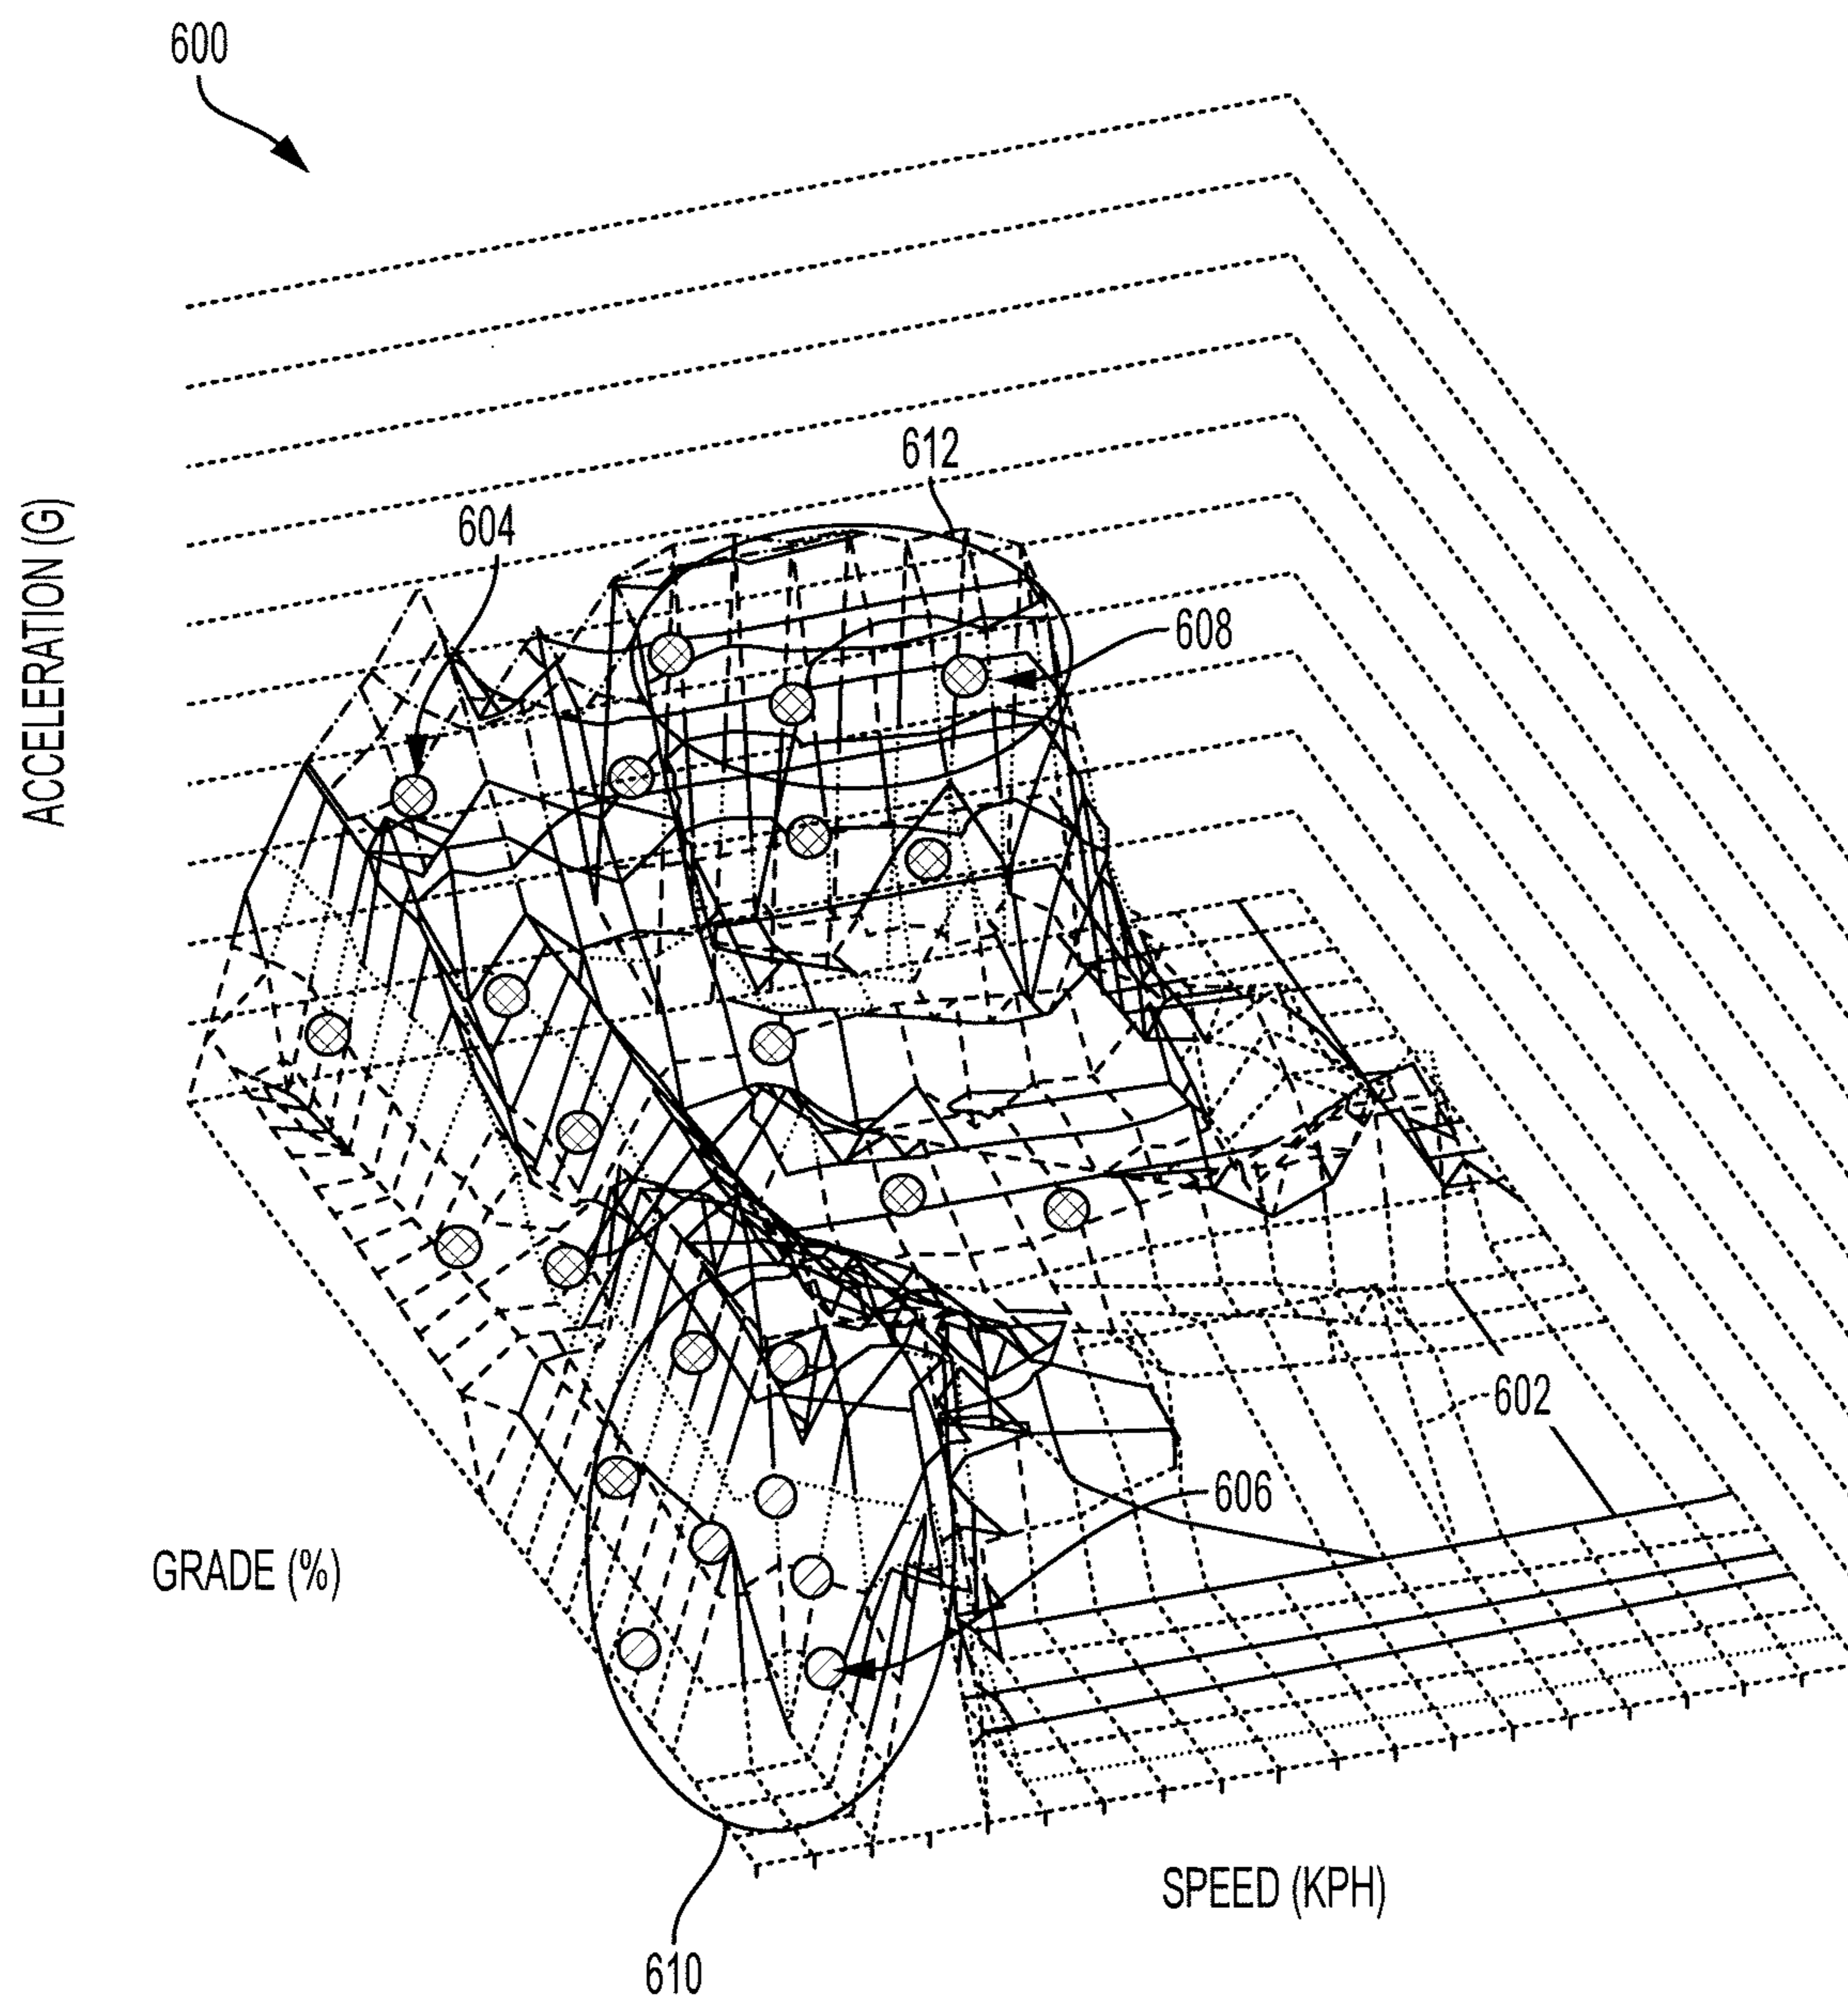 600
612
604
608
ACCELERATION (G)
602
606
GRADE (%)
SPEED (KPH)
610